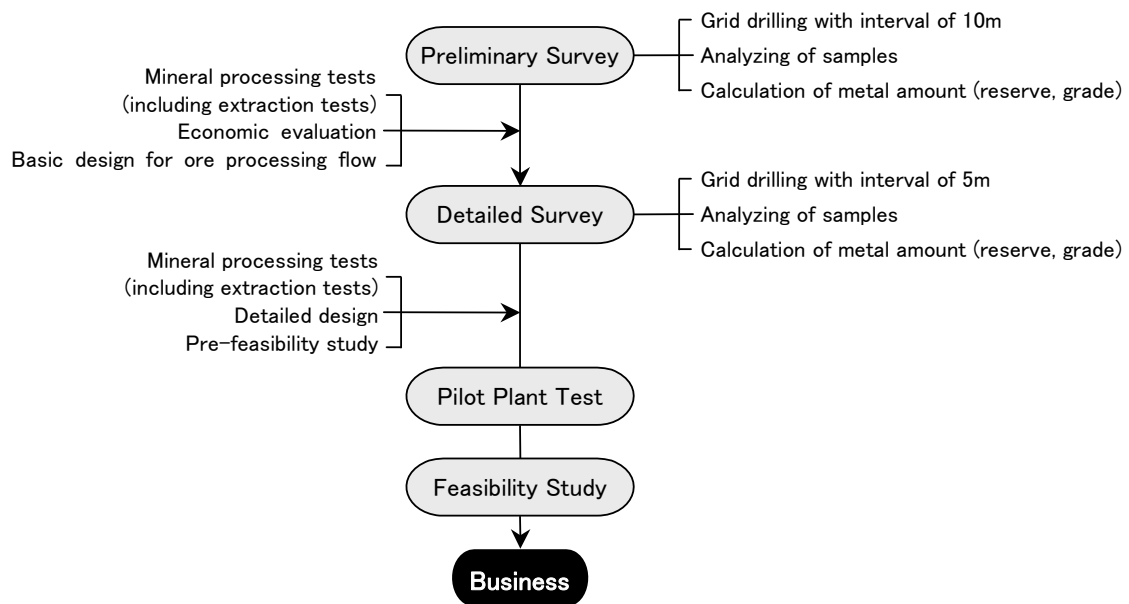 Preliminary Survey
Grid drilling with interval of 10m
Analyzing of samples
Calculation of metal amount (reserve, grade)
Mineral processing tests
(including extraction tests)
Economic evaluation
Basic design for ore processing flow
Detailed Survey
Grid drilling with interval of 5m
Analyzing of samples
Calculation of metal amount (reserve, grade)
Mineral processing tests
(including extraction tests)
Detailed design
Pre-feasibility study
Pilot Plant Test
Feasibility Study
Business